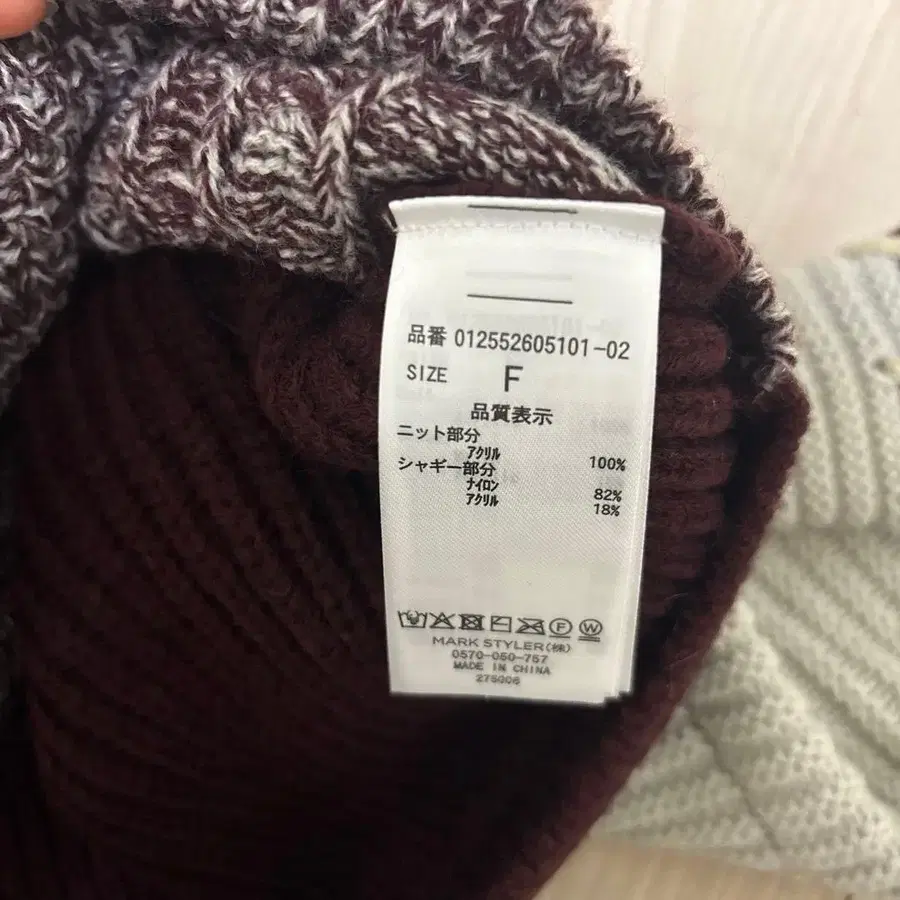 品番 012552605101-02
SIZE F
品質表示
ニット部分
アクリル 100%
シャギー部分
ナイロン 82%
アクリル 18%
F W
MARK STYLER(株)
0570-050-757
MADE IN CHINA
275006